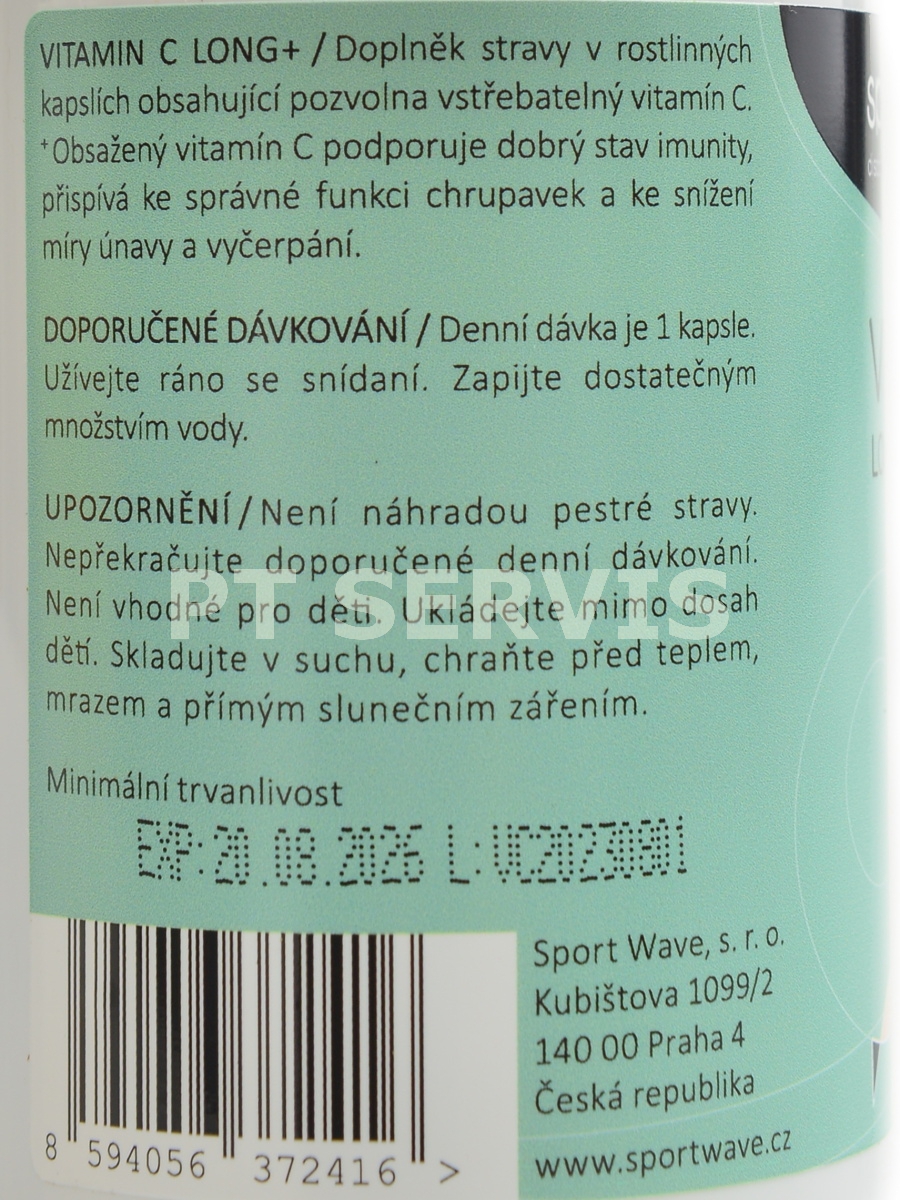 VITAMIN C LONG+ / Doplněk stravy v rostlinných
kapslích obsahující pozvolna vstřebatelný vitamín C.
⁺Obsažený vitamín C podporuje dobrý stav imunity,
přispívá ke správné funkci chrupavek a ke snížení
míry únavy a vyčerpání.
DOPORUČENÉ DÁVKOVÁNÍ / Denní dávka je 1 kapsle.
Užívejte ráno se snídaní. Zapijte dostatečným
množstvím vody.
UPOZORNĚNÍ / Není náhradou pestré stravy.
Nepřekračujte doporučené denní dávkování.
PT SERVIS
Není vhodné pro děti. Ukládejte mimo dosah
dětí. Skladujte v suchu, chraňte před teplem,
mrazem a přímým slunečním zářením.
Minimální trvanlivost
EXP:20.08.2026 L:VC20230801
Sport Wave, s. r. o.
Kubištova 1099/2
140 00 Praha 4
Česká republika
www.sportwave.cz
8 594056 372416 >